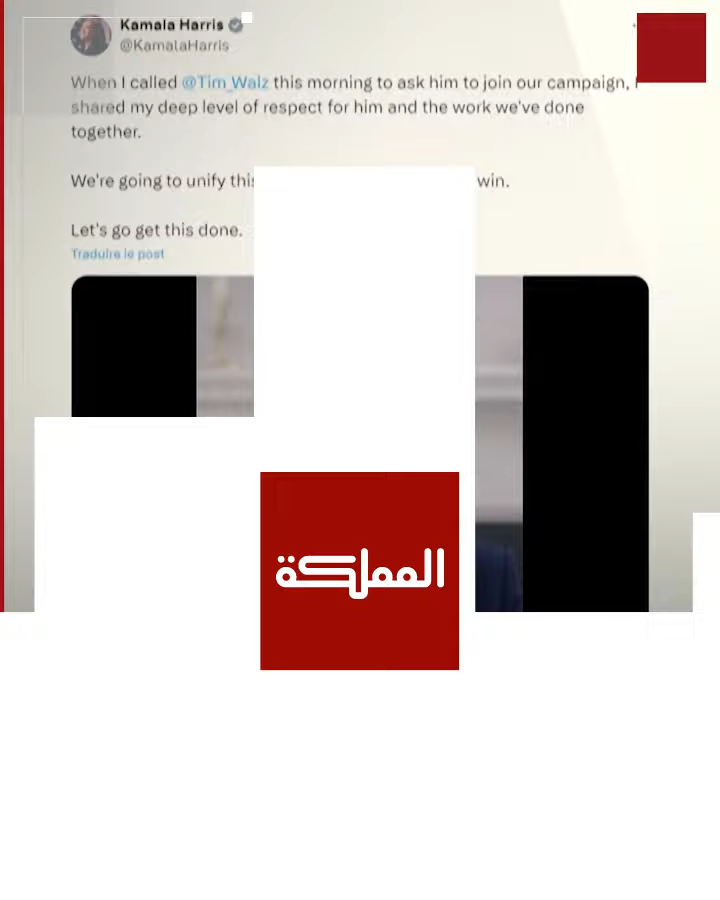 Kamala Harris
@KamalaHarris
When I called @Tim_Walz this morning to ask him to join our campaign, I
shared my deep level of respect for him and the work we've done
together.
We're going to unify this win.
Let's go get this done.
Traduire le post
المملكة